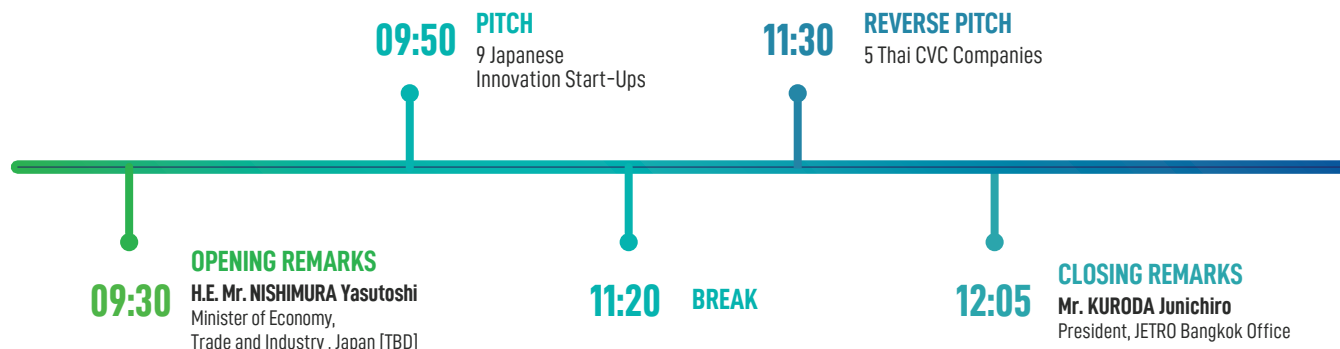 09:50
PITCH
9 Japanese
Innovation Start-Ups
11:30
REVERSE PITCH
5 Thai CVC Companies
09:30
OPENING REMARKS
H.E. Mr. NISHIMURA Yasutoshi
Minister of Economy,
Trade and Industry , Japan [TBD]
11:20
BREAK
12:05
CLOSING REMARKS
Mr. KURODA Junichiro
President, JETRO Bangkok Office